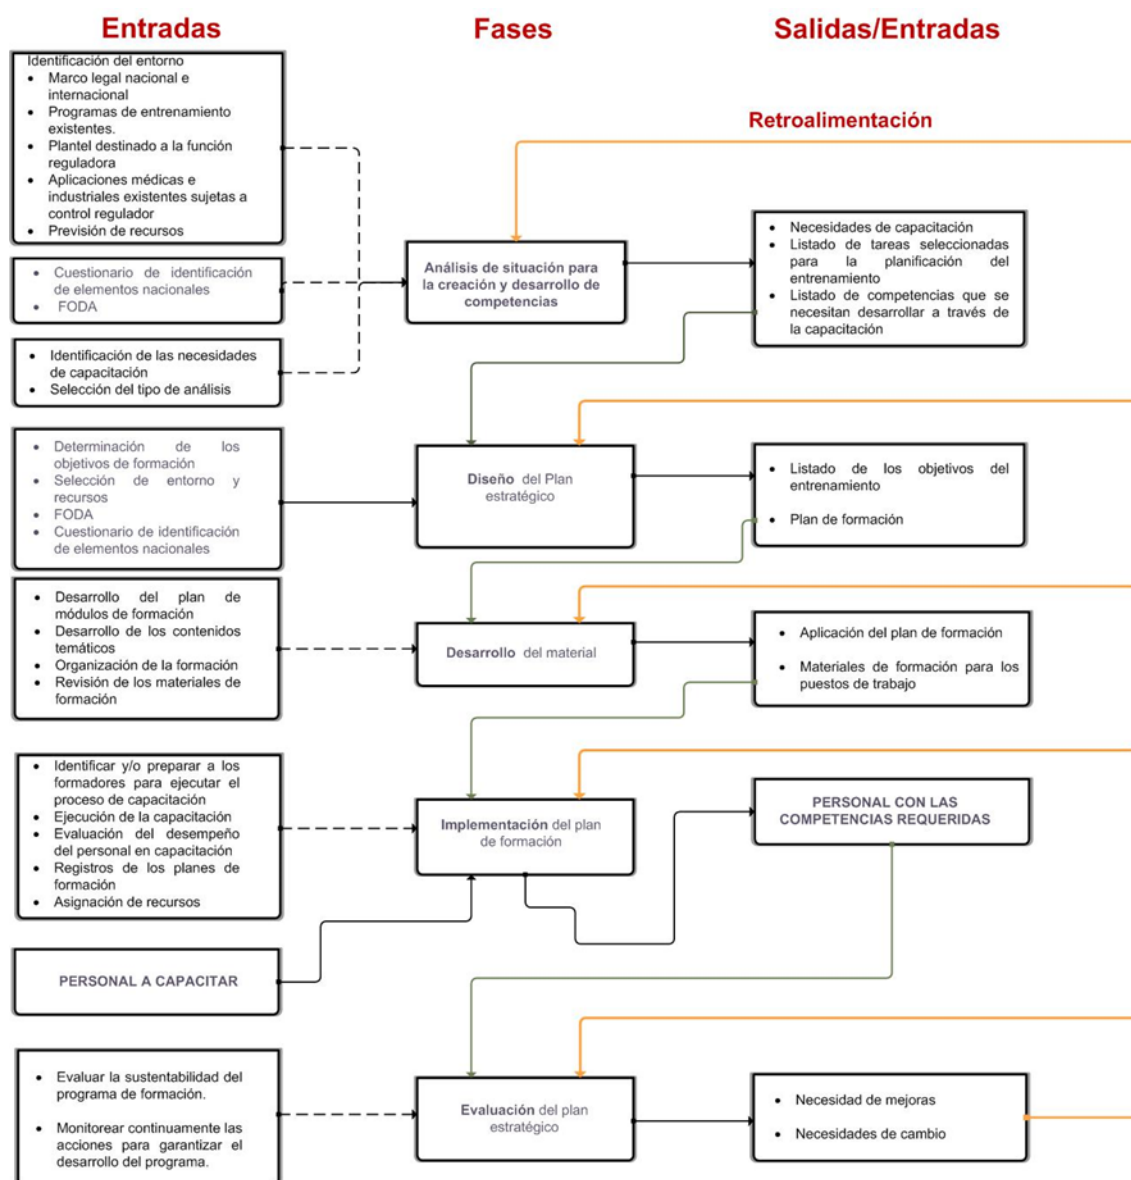 Entradas
Fases
Salidas/Entradas
Identificación del entorno
• Marco legal nacional e
internacional
• Programas de entrenamiento
existentes.
• Plantel destinado a la función
reguladora
• Aplicaciones médicas e
industriales existentes sujetas a
control regulador
• Previsión de recursos
Retroalimentación
• Cuestionario de identificación
de elementos nacionales
• FODA
• Identificación de las necesidades
de capacitación
• Selección del tipo de análisis
Análisis de situación para
la creación y desarrollo de
competencias
• Necesidades de capacitación
• Listado de tareas seleccionadas
para la planificación del
entrenamiento
• Listado de competencias que se
necesitan desarrollar a través de
la capacitación
• Determinación de los
objetivos de formación
• Selección de entorno y
recursos
• FODA
• Cuestionario de identificación
de elementos nacionales
Diseño del Plan
estratégico
• Listado de los objetivos del
entrenamiento
• Plan de formación
• Desarrollo del plan de
módulos de formación
• Desarrollo de los contenidos
temáticos
• Organización de la formación
• Revisión de los materiales de
formación
Desarrollo del material
• Aplicación del plan de formación
• Materiales de formación para los
puestos de trabajo
• Identificar y/o preparar a los
formadores para ejecutar el
proceso de capacitación
• Ejecución de la capacitación
• Evaluación del desempeño
del personal en capacitación
• Registros de los planes de
formación
• Asignación de recursos
Implementación del plan
de formación
PERSONAL CON LAS
COMPETENCIAS REQUERIDAS
PERSONAL A CAPACITAR
• Evaluar la sustentabilidad del
programa de formación.
• Monitorear continuamente las
acciones para garantizar el
desarrollo del programa.
Evaluación del plan
estratégico
• Necesidad de mejoras
• Necesidades de cambio